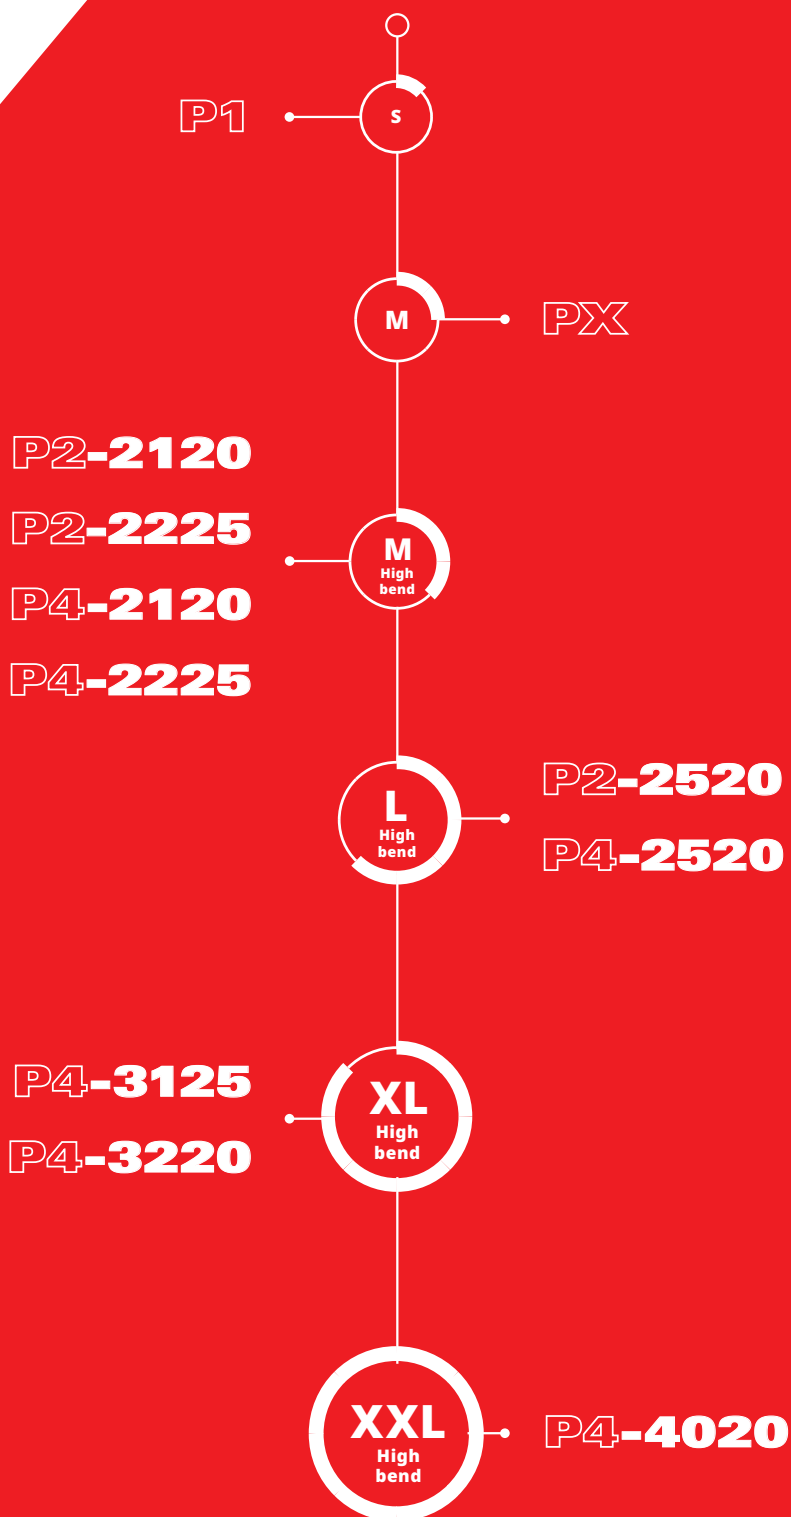 P1
S
M
PX
P2-2120
P2-2225
P4-2120
P4-2225
M
High
bend
L
High
bend
P2-2520
P4-2520
P4-3125
P4-3220
XL
High
bend
XXL
High
bend
P4-4020